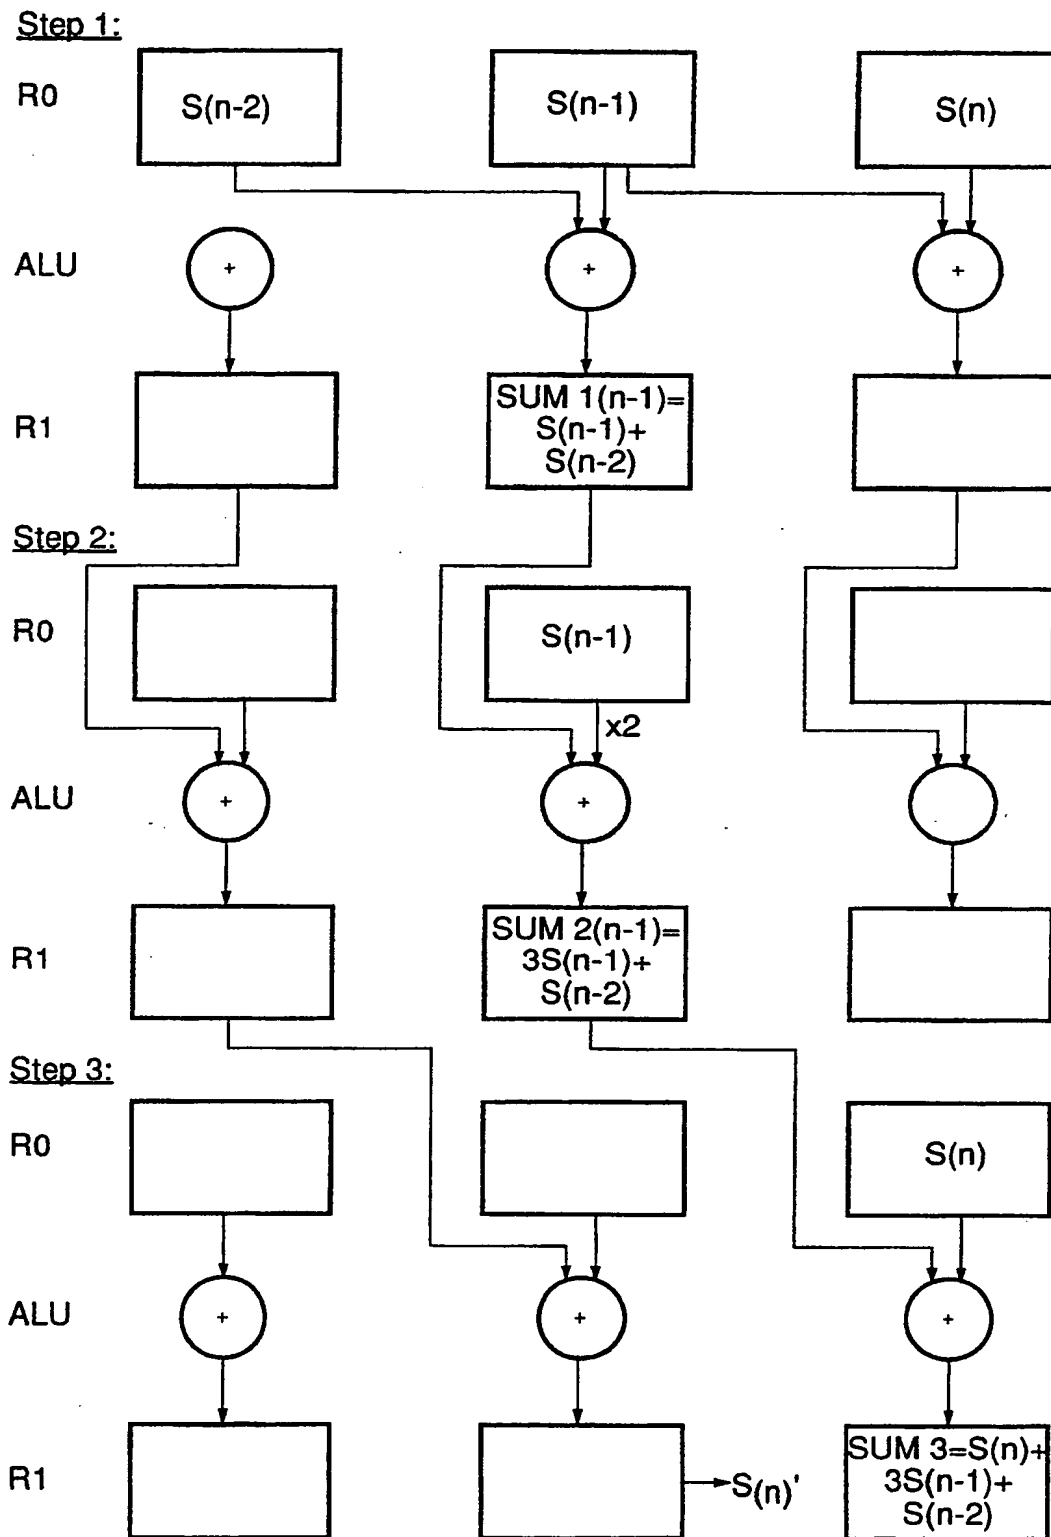 Step 1:
R0
S(n-2)
S(n-1)
S(n)
ALU
+
+
+
R1
SUM 1(n-1)=
S(n-1)+
S(n-2)
Step 2:
R0
S(n-1)
x2
ALU
+
+
R1
SUM 2(n-1)=
3S(n-1)+
S(n-2)
Step 3:
R0
S(n)
ALU
+
+
+
R1
S(n)'
SUM 3=S(n)+
3S(n-1)+
S(n-2)